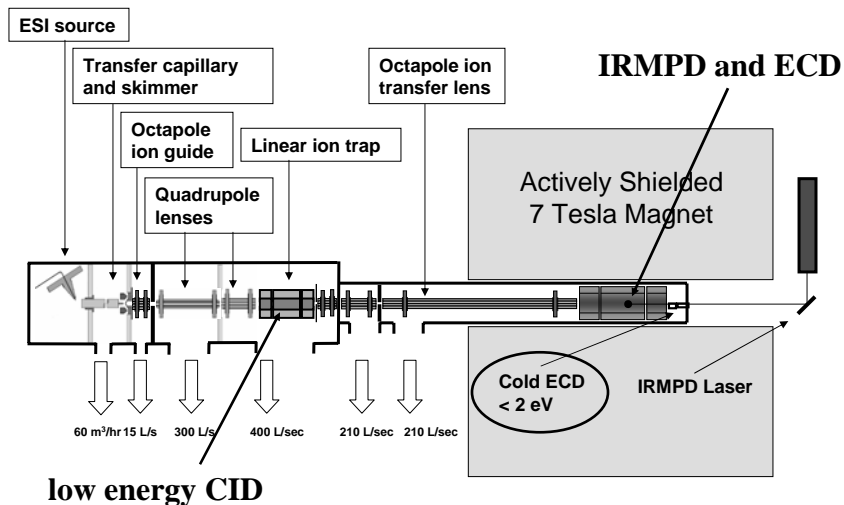 ESI source
Transfer capillary
and skimmer
Octapole
ion guide
Quadrupole
lenses
Linear ion trap
Octapole ion
transfer lens
IRMPD and ECD
Actively Shielded
7 Tesla Magnet
Cold ECD
< 2 eV
IRMPD Laser
60 m³/hr 15 L/s 300 L/s 400 L/sec 210 L/sec 210 L/sec
low energy CID